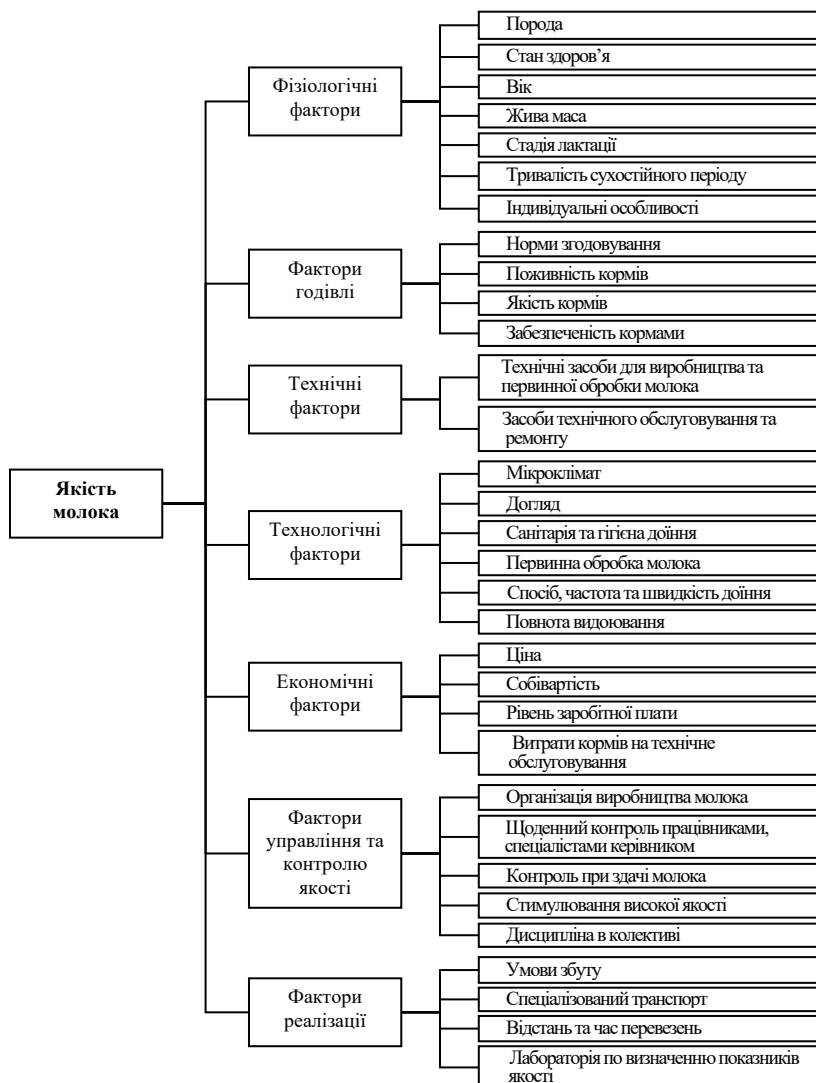 Якість
молока
Фізіологічні
фактори
Порода
Стан здоров’я
Вік
Жива маса
Стадія лактації
Тривалість сухостійного періоду
Індивідуальні особливості
Фактори
годівлі
Норми згодовування
Поживність кормів
Якість кормів
Забезпеченість кормами
Технічні
фактори
Технічні засоби для виробництва та
первинної обробки молока
Засоби технічного обслуговування та
ремонту
Технологічні
фактори
Мікроклімат
Догляд
Санітарія та гігієна доїння
Первинна обробка молока
Спосіб, частота та швидкість доїння
Повнота видоювання
Економічні
фактори
Ціна
Собівартість
Рівень заробітної плати
Витрати кормів на технічне
обслуговування
Фактори
управління та
контролю
якості
Організація виробництва молока
Щоденний контроль працівниками,
спеціалістами керівником
Контроль при здачі молока
Стимулювання високої якості
Дисципліна в колективі
Фактори
реалізації
Умови збуту
Спеціалізований транспорт
Відстань та час перевезень
Лабораторія по визначенню показників
якості